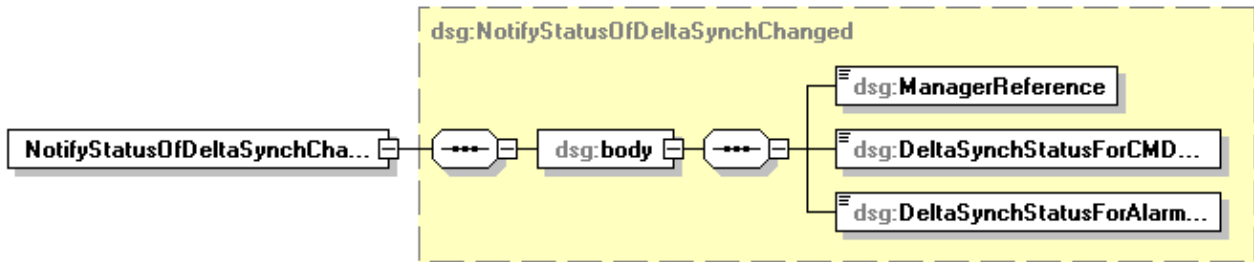 dsg:NotifyStatusOfDeltaSynchChanged
dsg:ManagerReference
NotifyStatusOfDeltaSynchCha...
dsg:body
dsg:DeltaSynchStatusForCMD...
dsg:DeltaSynchStatusForAlarm...